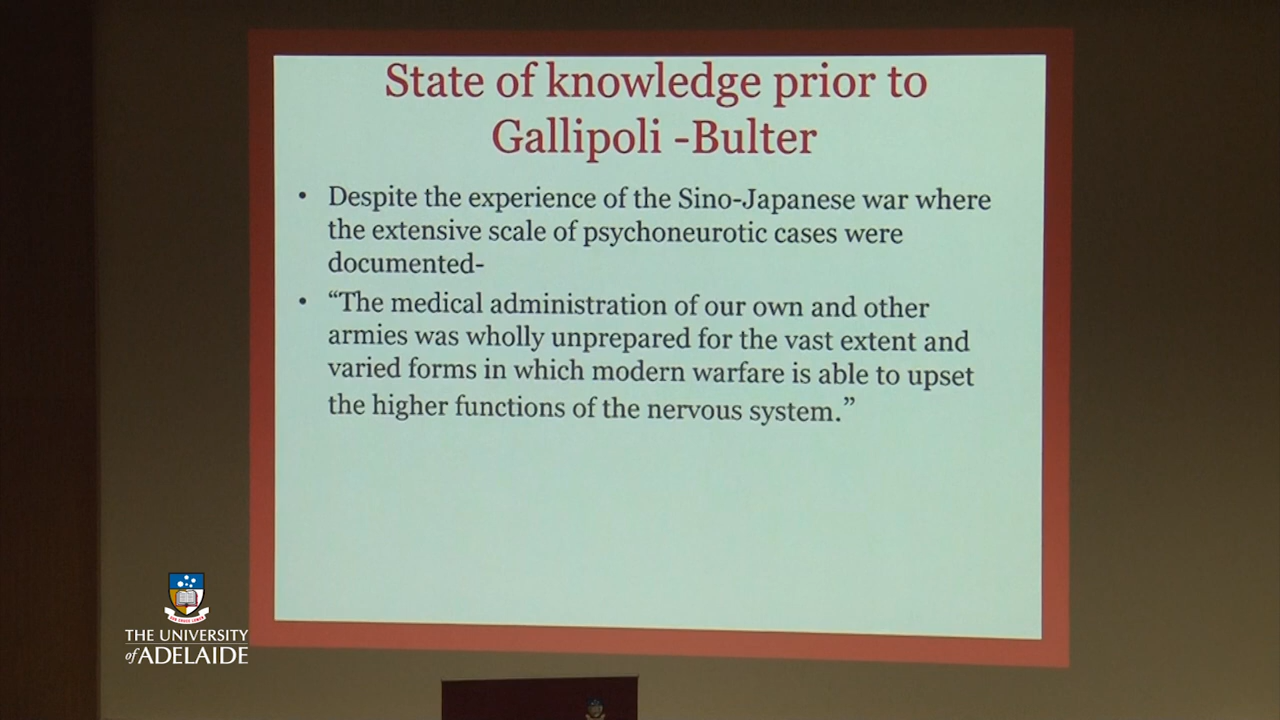 State of knowledge prior to
Gallipoli -Bulter
• Despite the experience of the Sino-Japanese war where
the extensive scale of psychoneurotic cases were
documented-
• “The medical administration of our own and other
armies was wholly unprepared for the vast extent and
varied forms in which modern warfare is able to upset
the higher functions of the nervous system.”
THE UNIVERSITY
of ADELAIDE